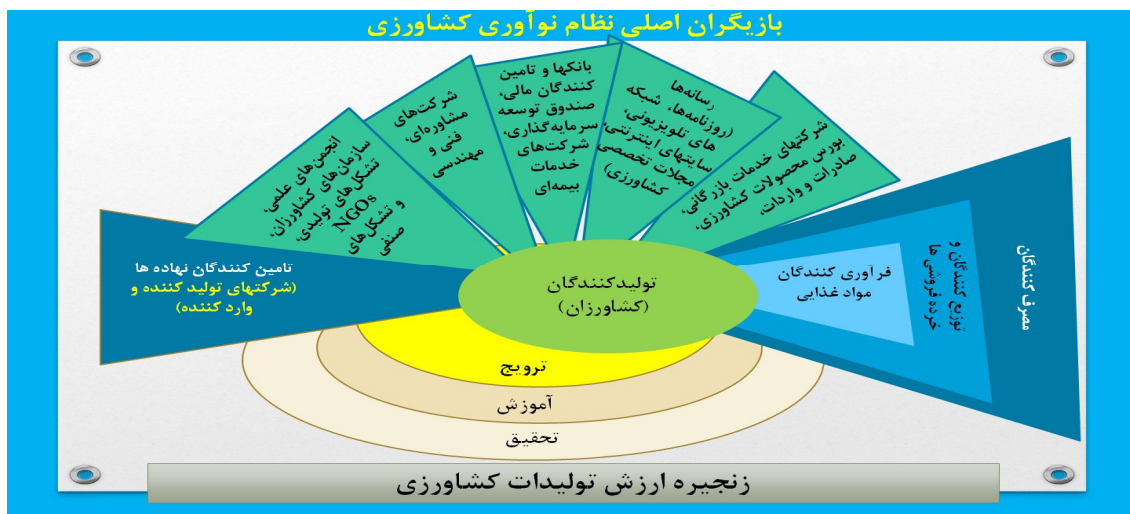 بازیگران اصلی نظام نوآوری کشاورزی
شرکتهای خدمات بازرگانی،
بورس محصولات کشاورزی،
صادرات و واردات،
رسانه‌ها
(روزنامه‌ها، شبکه
های تلویزیونی،
سایتهای اینترنتی،
مجلات تخصصی
کشاورزی)
بانکها و تامین
کنندگان مالی،
صندوق توسعه
سرمایه‌گذاری،
شرکت‌های
خدمات
بیمه‌ای
شرکت‌های
مشاوره‌ای،
فنی و
مهندسی
انجمن‌های علمی،
سازمان‌های کشاورزان،
تشکل‌های تولیدی،
NGOs
و تشکل‌های
صنفی
مصرف کنندگان
توزیع کنندگان و
خرده فروشی ها
فرآوری کنندگان
مواد غذایی
تولیدکنندگان
(کشاورزان)
تامین کنندگان نهاده ها
(شرکتهای تولید کننده و
وارد کننده)
ترویج
آموزش
تحقیق
زنجیره ارزش تولیدات کشاورزی